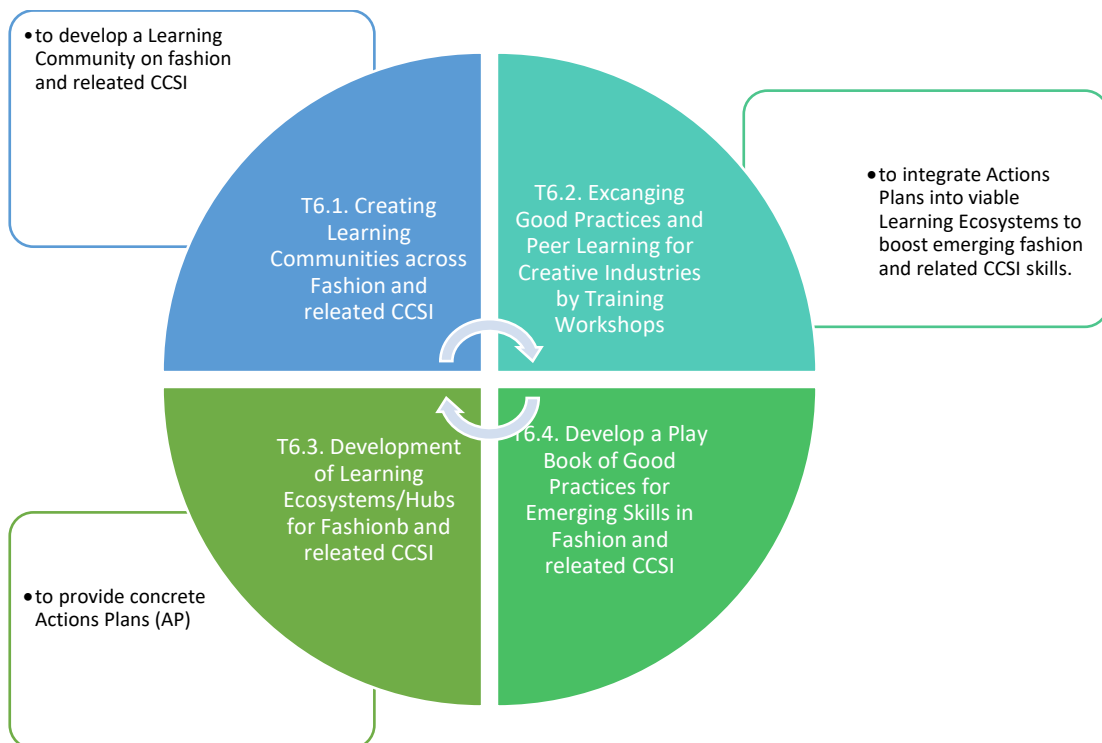 •to develop a Learning Community on fashion
and releated CCSI
T6.1. Creating
Learning
Communities across
Fashion and
releated CCSI
T6.2. Excanging
Good Practices and
Peer Learning for
Creative Industries
by Training
Workshops
•to integrate Actions
Plans into viable
Learning Ecosystems to
boost emerging fashion
and related CCSI skills.
T6.3. Development
of Learning
Ecosystems/Hubs
for Fashionb and
releated CCSI
T6.4. Develop a Play
Book of Good
Practices for
Emerging Skills in
Fashion and
releated CCSI
•to provide concrete
Actions Plans (AP)